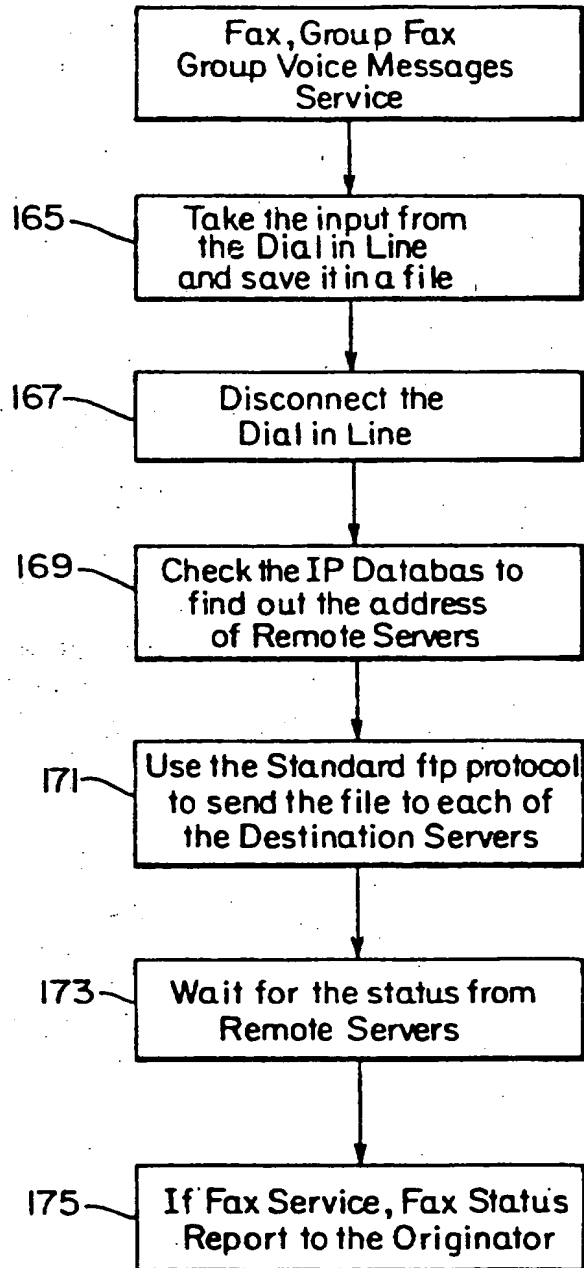 Fax, Group Fax
Group Voice Messages
Service
165
Take the input from
the Dial in Line
and save it in a file
167
Disconnect the
Dial in Line
169
Check the IP Databas to
find out the address
of Remote Servers
171
Use the Standard ftp protocol
to send the file to each of
the Destination Servers
173
Wait for the status from
Remote Servers
175
If Fax Service, Fax Status
Report to the Originator